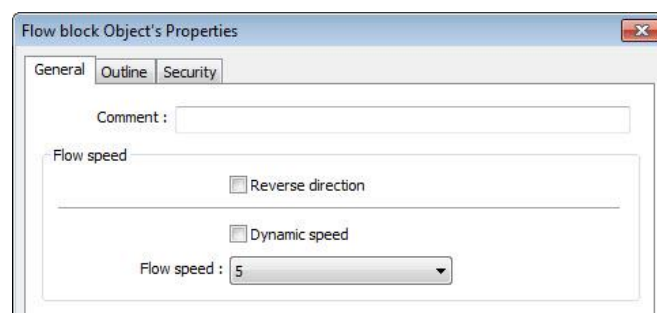 Flow block Object's Properties
General Outline Security
Comment :
Flow speed
Reverse direction
Dynamic speed
Flow speed : 5